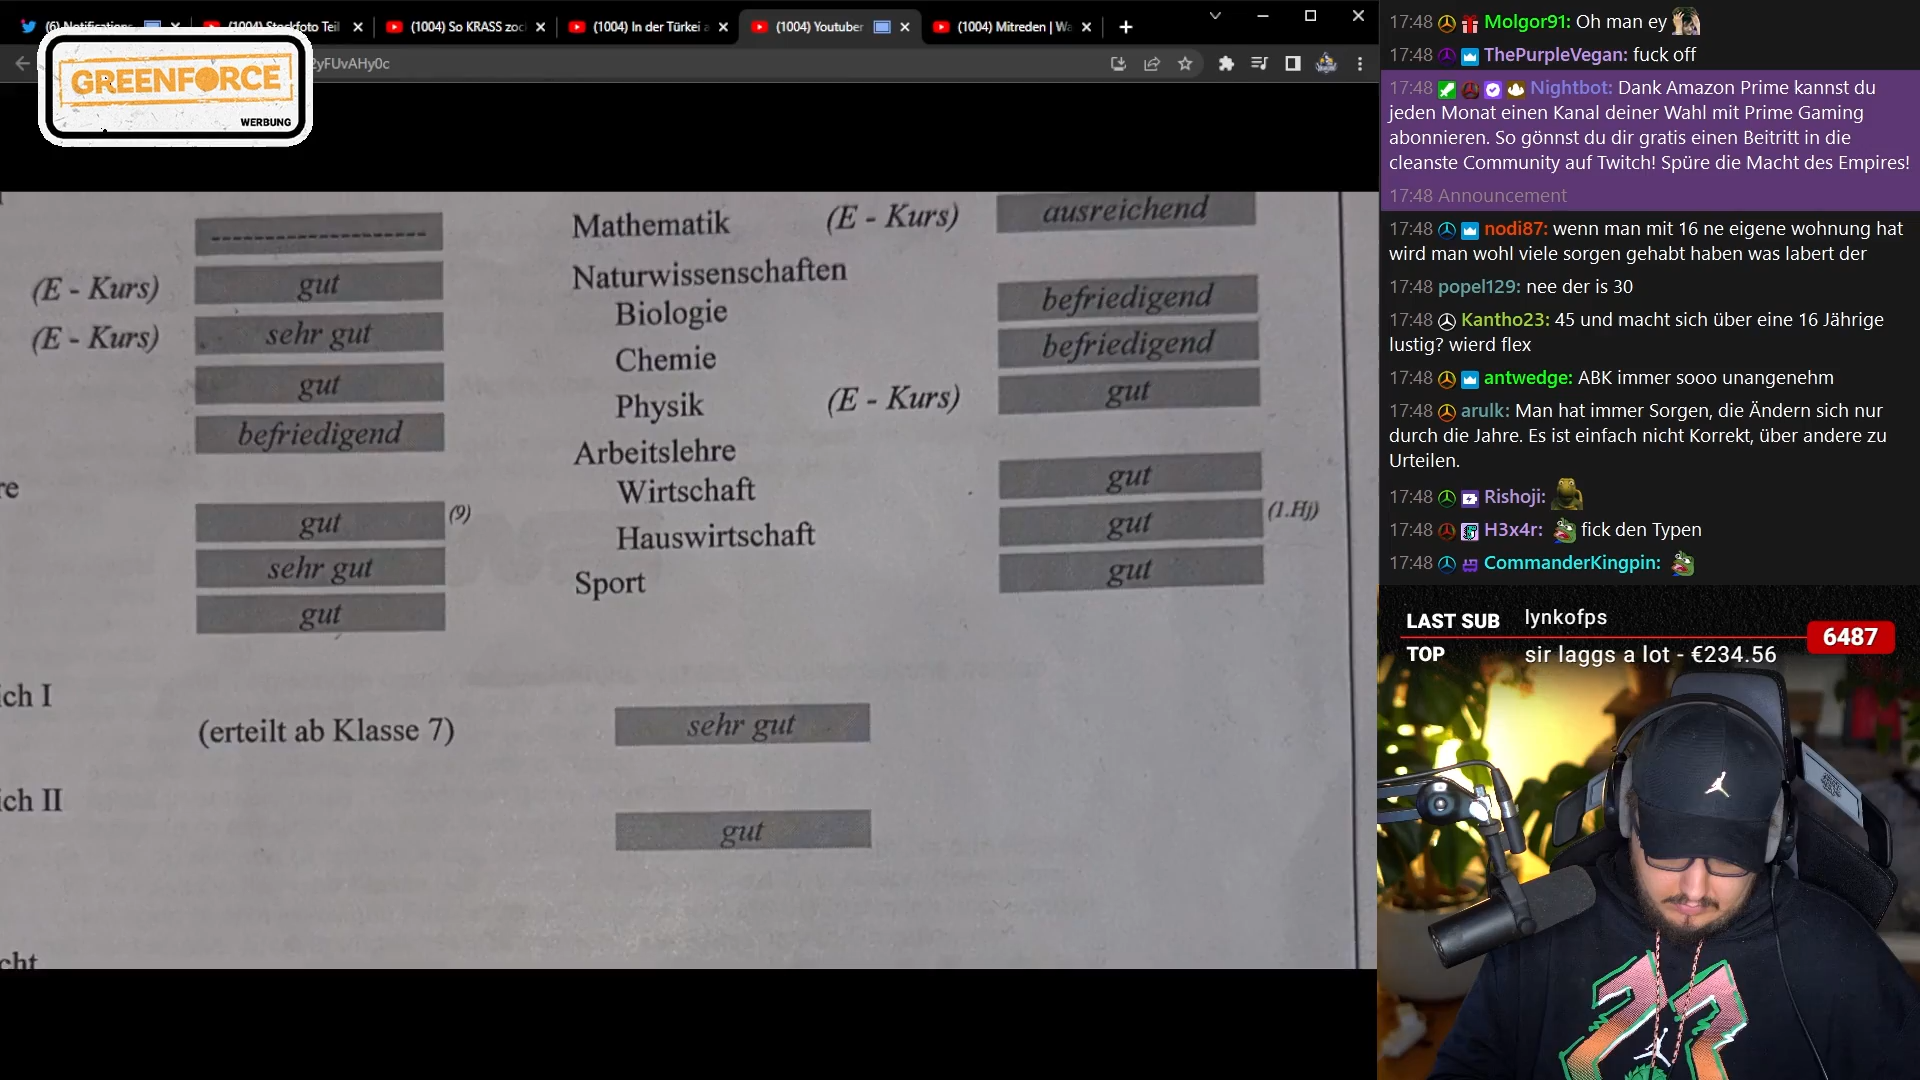 (6) Notifications
(1004) Stockfoto Teil
(1004) So KRASS zoc
(1004) In der Türkei
(1004) Youtuber
(1004) Mitreden | Wa
2yFUvAHy0c
GREENFORCE
WERBUNG
Mathematik (E - Kurs) ausreichend
(E - Kurs) gut
Naturwissenschaften
(E - Kurs) sehr gut
Biologie befriedigend
gut
Chemie befriedigend
befriedigend
Physik (E - Kurs) gut
re
Arbeitslehre
gut (9)
Wirtschaft gut
sehr gut
Hauswirtschaft gut (1.Hj)
gut
Sport gut
ich I
(erteilt ab Klasse 7) sehr gut
ich II
gut
cht
17:48 Molgor91: Oh man ey
17:48 ThePurpleVegan: fuck off
17:48 Nightbot: Dank Amazon Prime kannst du
jeden Monat einen Kanal deiner Wahl mit Prime Gaming
abonnieren. So gönnst du dir gratis einen Beitritt in die
cleanste Community auf Twitch! Spüre die Macht des Empires!
17:48 Announcement
17:48 nodi87: wenn man mit 16 ne eigene wohnung hat
wird man wohl viele sorgen gehabt haben was labert der
17:48 popel129: nee der is 30
17:48 Kantho23: 45 und macht sich über eine 16 Jährige
lustig? wierd flex
17:48 antwedge: ABK immer sooo unangenehm
17:48 arulk: Man hat immer Sorgen, die Ändern sich nur
durch die Jahre. Es ist einfach nicht Korrekt, über andere zu
Urteilen.
17:48 Rishoji:
17:48 H3x4r: fick den Typen
17:48 CommanderKingpin:
LAST SUB lynkofps
6487
TOP sir laggs a lot - €234.56